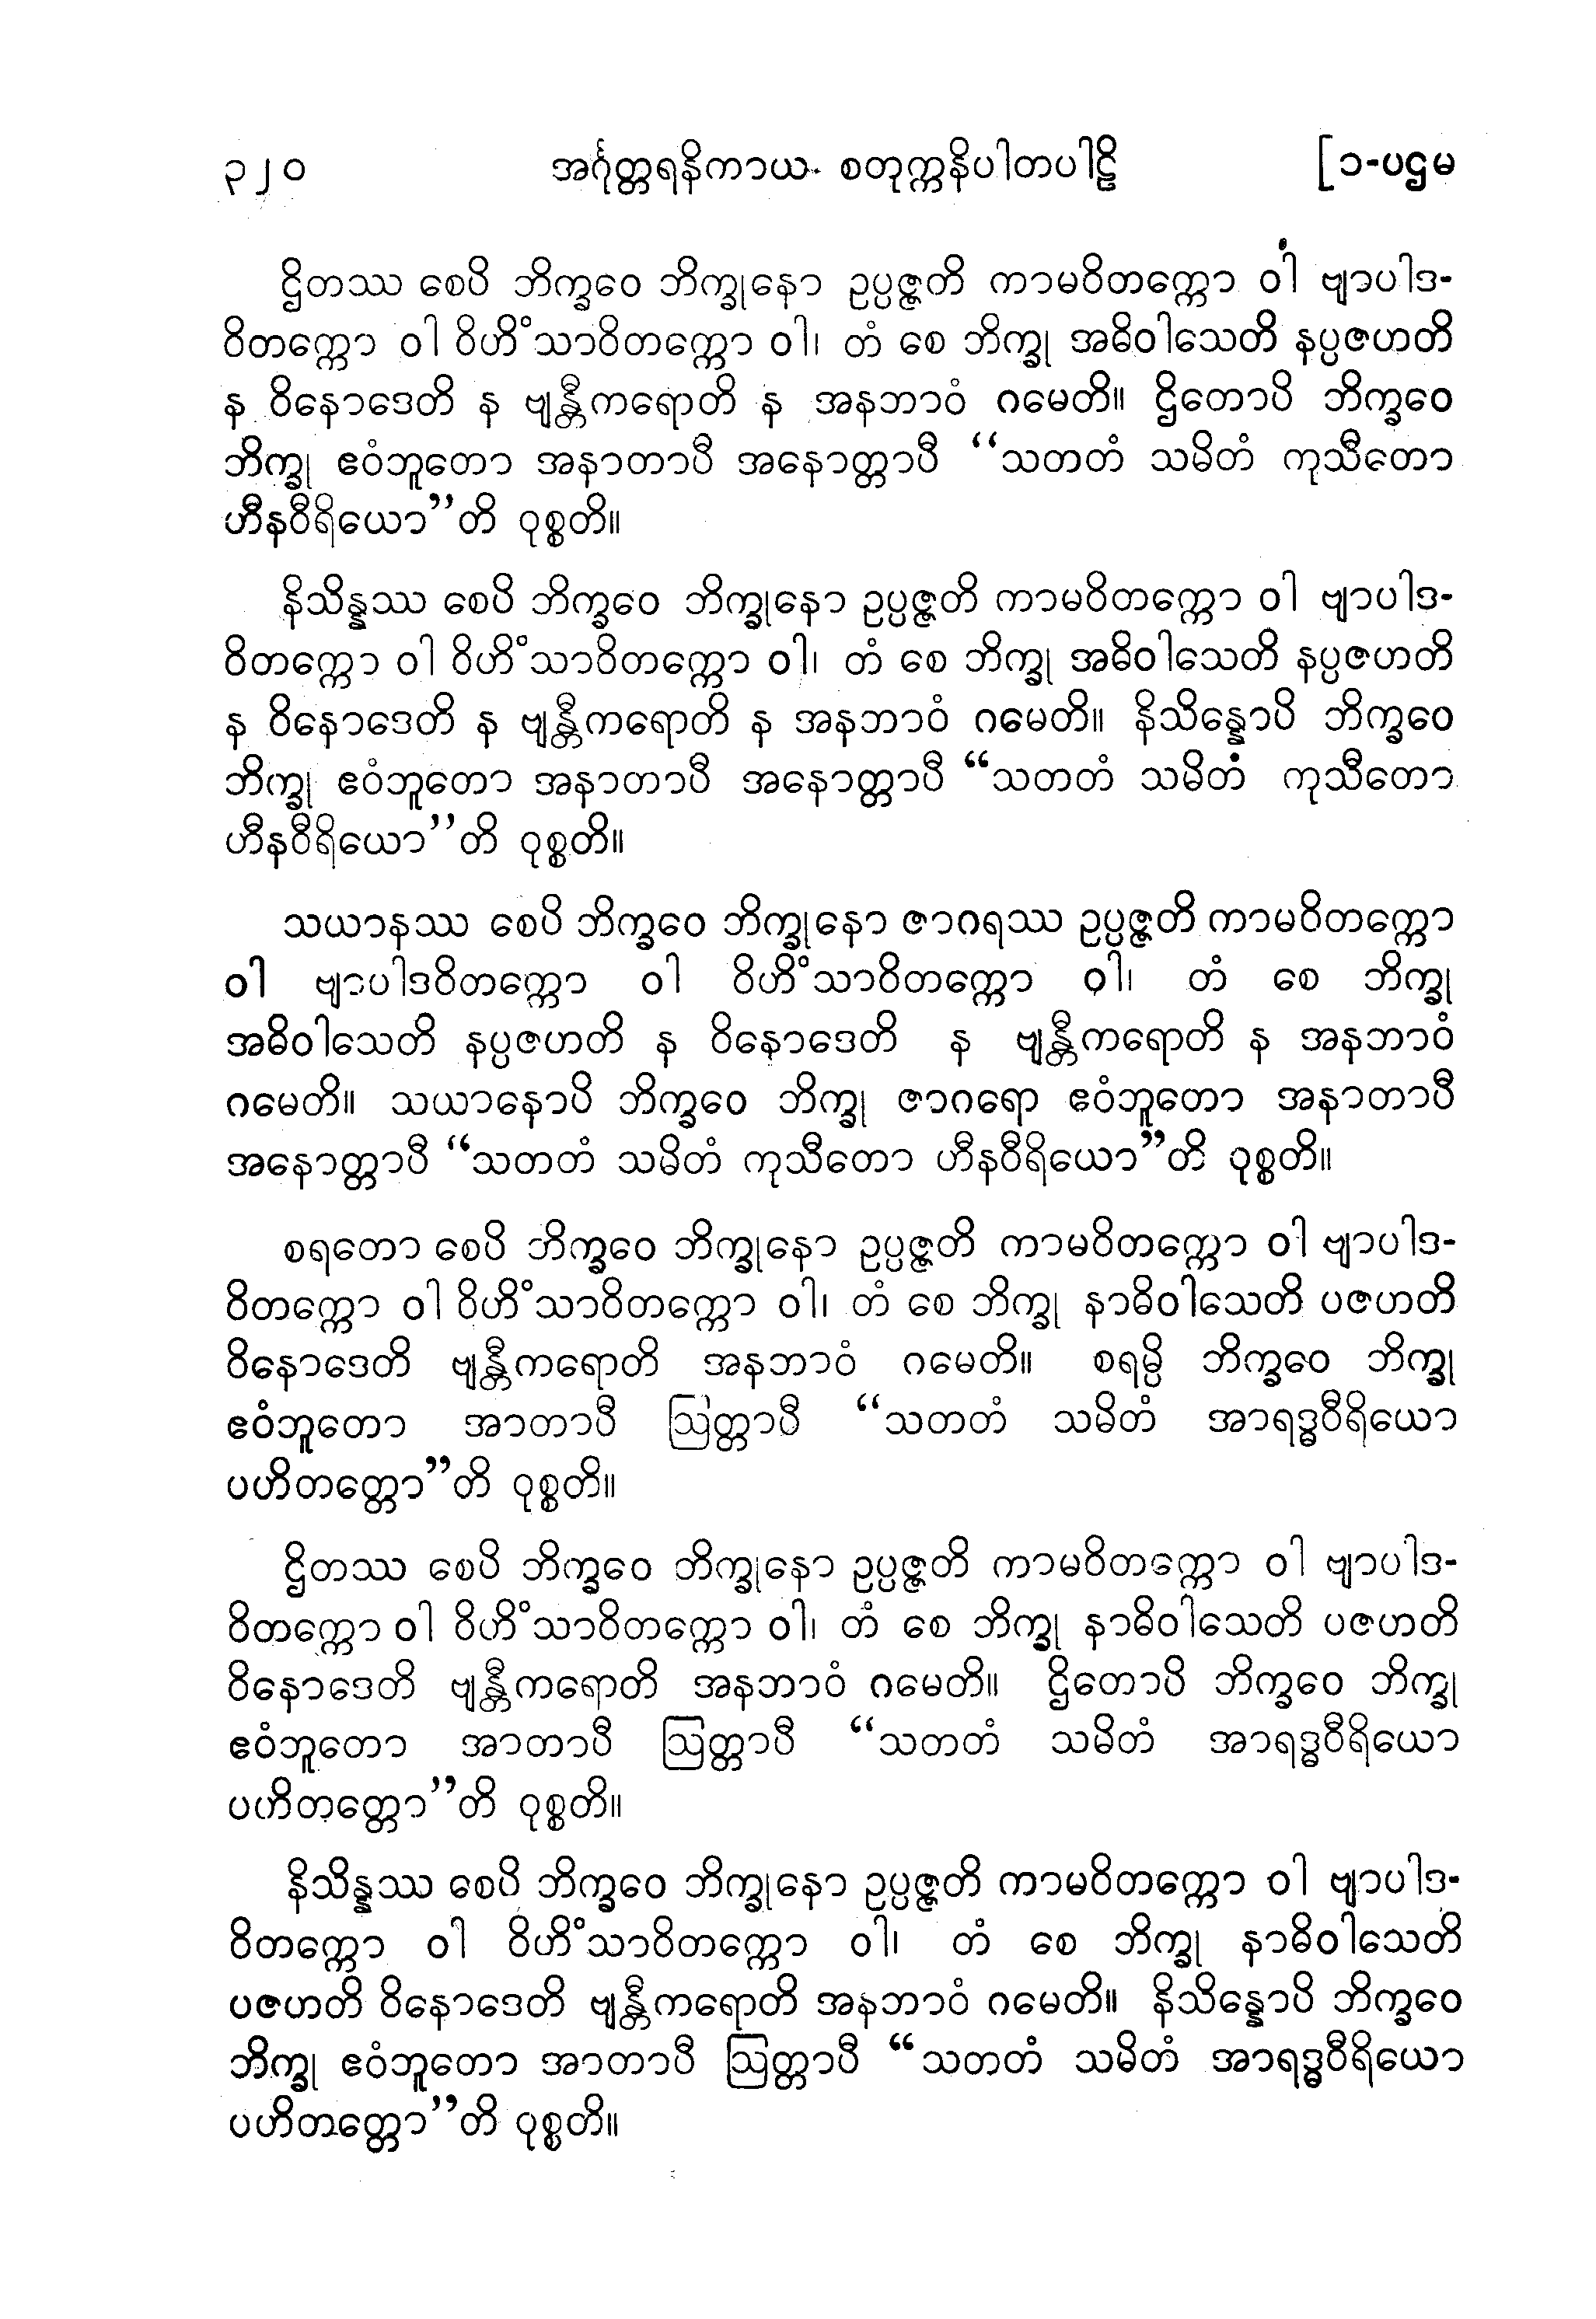 ၃၂၀ အင်္ဂုတ္တရနိကာယ စတုက္ကနိပါတပါဠိ [၁-ပဌမ
ဌိတဿ စေပိ ဘိက္ခဝေ ဘိက္ခုနော ဥပ္ပဇ္ဇတိ ကာမဝိတက္ကော ဝါ ဗျာပါဒ-
ဝိတက္ကော ဝါ ဝိဟိံသာဝိတက္ကော ဝါ၊ တံ စေ ဘိက္ခု အဓိဝါသေတိ နပ္ပဇဟတိ
န ဝိနောဒေတိ န ဗျန္တီကရောတိ န အနဘာဝံ ဂမေတိ။ ဌိတောပိ ဘိက္ခဝေ
ဘိက္ခု ဧဝံဘူတော အနာတာပီ အနောတ္တာပီ “သတတံ သမိတံ ကုသီတော
ဟီနဝီရိယော”တိ ဝုစ္စတိ။
နိသိန္နဿ စေပိ ဘိက္ခဝေ ဘိက္ခုနော ဥပ္ပဇ္ဇတိ ကာမဝိတက္ကော ဝါ ဗျာပါဒ-
ဝိတက္ကော ဝါ ဝိဟိံသာဝိတက္ကော ဝါ၊ တံ စေ ဘိက္ခု အဓိဝါသေတိ နပ္ပဇဟတိ
န ဝိနောဒေတိ န ဗျန္တီကရောတိ န အနဘာဝံ ဂမေတိ။ နိသိန္နောပိ ဘိက္ခဝေ
ဘိက္ခု ဧဝံဘူတော အနာတာပီ အနောတ္တာပီ “သတတံ သမိတံ ကုသီတော
ဟီနဝီရိယော”တိ ဝုစ္စတိ။
သယာနဿ စေပိ ဘိက္ခဝေ ဘိက္ခုနော ဇာဂရဿ ဥပ္ပဇ္ဇတိ ကာမဝိတက္ကော
ဝါ ဗျာပါဒဝိတက္ကော ဝါ ဝိဟိံသာဝိတက္ကော ဝါ၊ တံ စေ ဘိက္ခု
အဓိဝါသေတိ နပ္ပဇဟတိ န ဝိနောဒေတိ န ဗျန္တီကရောတိ န အနဘာဝံ
ဂမေတိ။ သယာနောပိ ဘိက္ခဝေ ဘိက္ခု ဇာဂရော ဧဝံဘူတော အနာတာပီ
အနောတ္တာပီ “သတတံ သမိတံ ကုသီတော ဟီနဝီရိယော”တိ ဝုစ္စတိ။
စရတော စေပိ ဘိက္ခဝေ ဘိက္ခုနော ဥပ္ပဇ္ဇတိ ကာမဝိတက္ကော ဝါ ဗျာပါဒ-
ဝိတက္ကော ဝါ ဝိဟိံသာဝိတက္ကော ဝါ၊ တံ စေ ဘိက္ခု နာဓိဝါသေတိ ပဇဟတိ
ဝိနောဒေတိ ဗျန္တီကရောတိ အနဘာဝံ ဂမေတိ။ စရမ္ပိ ဘိက္ခဝေ ဘိက္ခု
ဧဝံဘူတော အာတာပီ ဩတ္တာပီ “သတတံ သမိတံ အာရဒ္ဓဝီရိယော
ပဟိတတ္တော”တိ ဝုစ္စတိ။
ဌိတဿ စေပိ ဘိက္ခဝေ ဘိက္ခုနော ဥပ္ပဇ္ဇတိ ကာမဝိတက္ကော ဝါ ဗျာပါဒ-
ဝိတက္ကော ဝါ ဝိဟိံသာဝိတက္ကော ဝါ၊ တံ စေ ဘိက္ခု နာဓိဝါသေတိ ပဇဟတိ
ဝိနောဒေတိ ဗျန္တီကရောတိ အနဘာဝံ ဂမေတိ။ ဌိတောပိ ဘိက္ခဝေ ဘိက္ခု
ဧဝံဘူတော အာတာပီ ဩတ္တာပီ “သတတံ သမိတံ အာရဒ္ဓဝီရိယော
ပဟိတတ္တော”တိ ဝုစ္စတိ။
နိသိန္နဿ စေပိ ဘိက္ခဝေ ဘိက္ခုနော ဥပ္ပဇ္ဇတိ ကာမဝိတက္ကော ဝါ ဗျာပါဒ-
ဝိတက္ကော ဝါ ဝိဟိံသာဝိတက္ကော ဝါ၊ တံ စေ ဘိက္ခု နာဓိဝါသေတိ
ပဇဟတိ ဝိနောဒေတိ ဗျန္တီကရောတိ အနဘာဝံ ဂမေတိ။ နိသိန္နောပိ ဘိက္ခဝေ
ဘိက္ခု ဧဝံဘူတော အာတာပီ ဩတ္တာပီ “သတတံ သမိတံ အာရဒ္ဓဝီရိယော
ပဟိတတ္တော”တိ ဝုစ္စတိ။